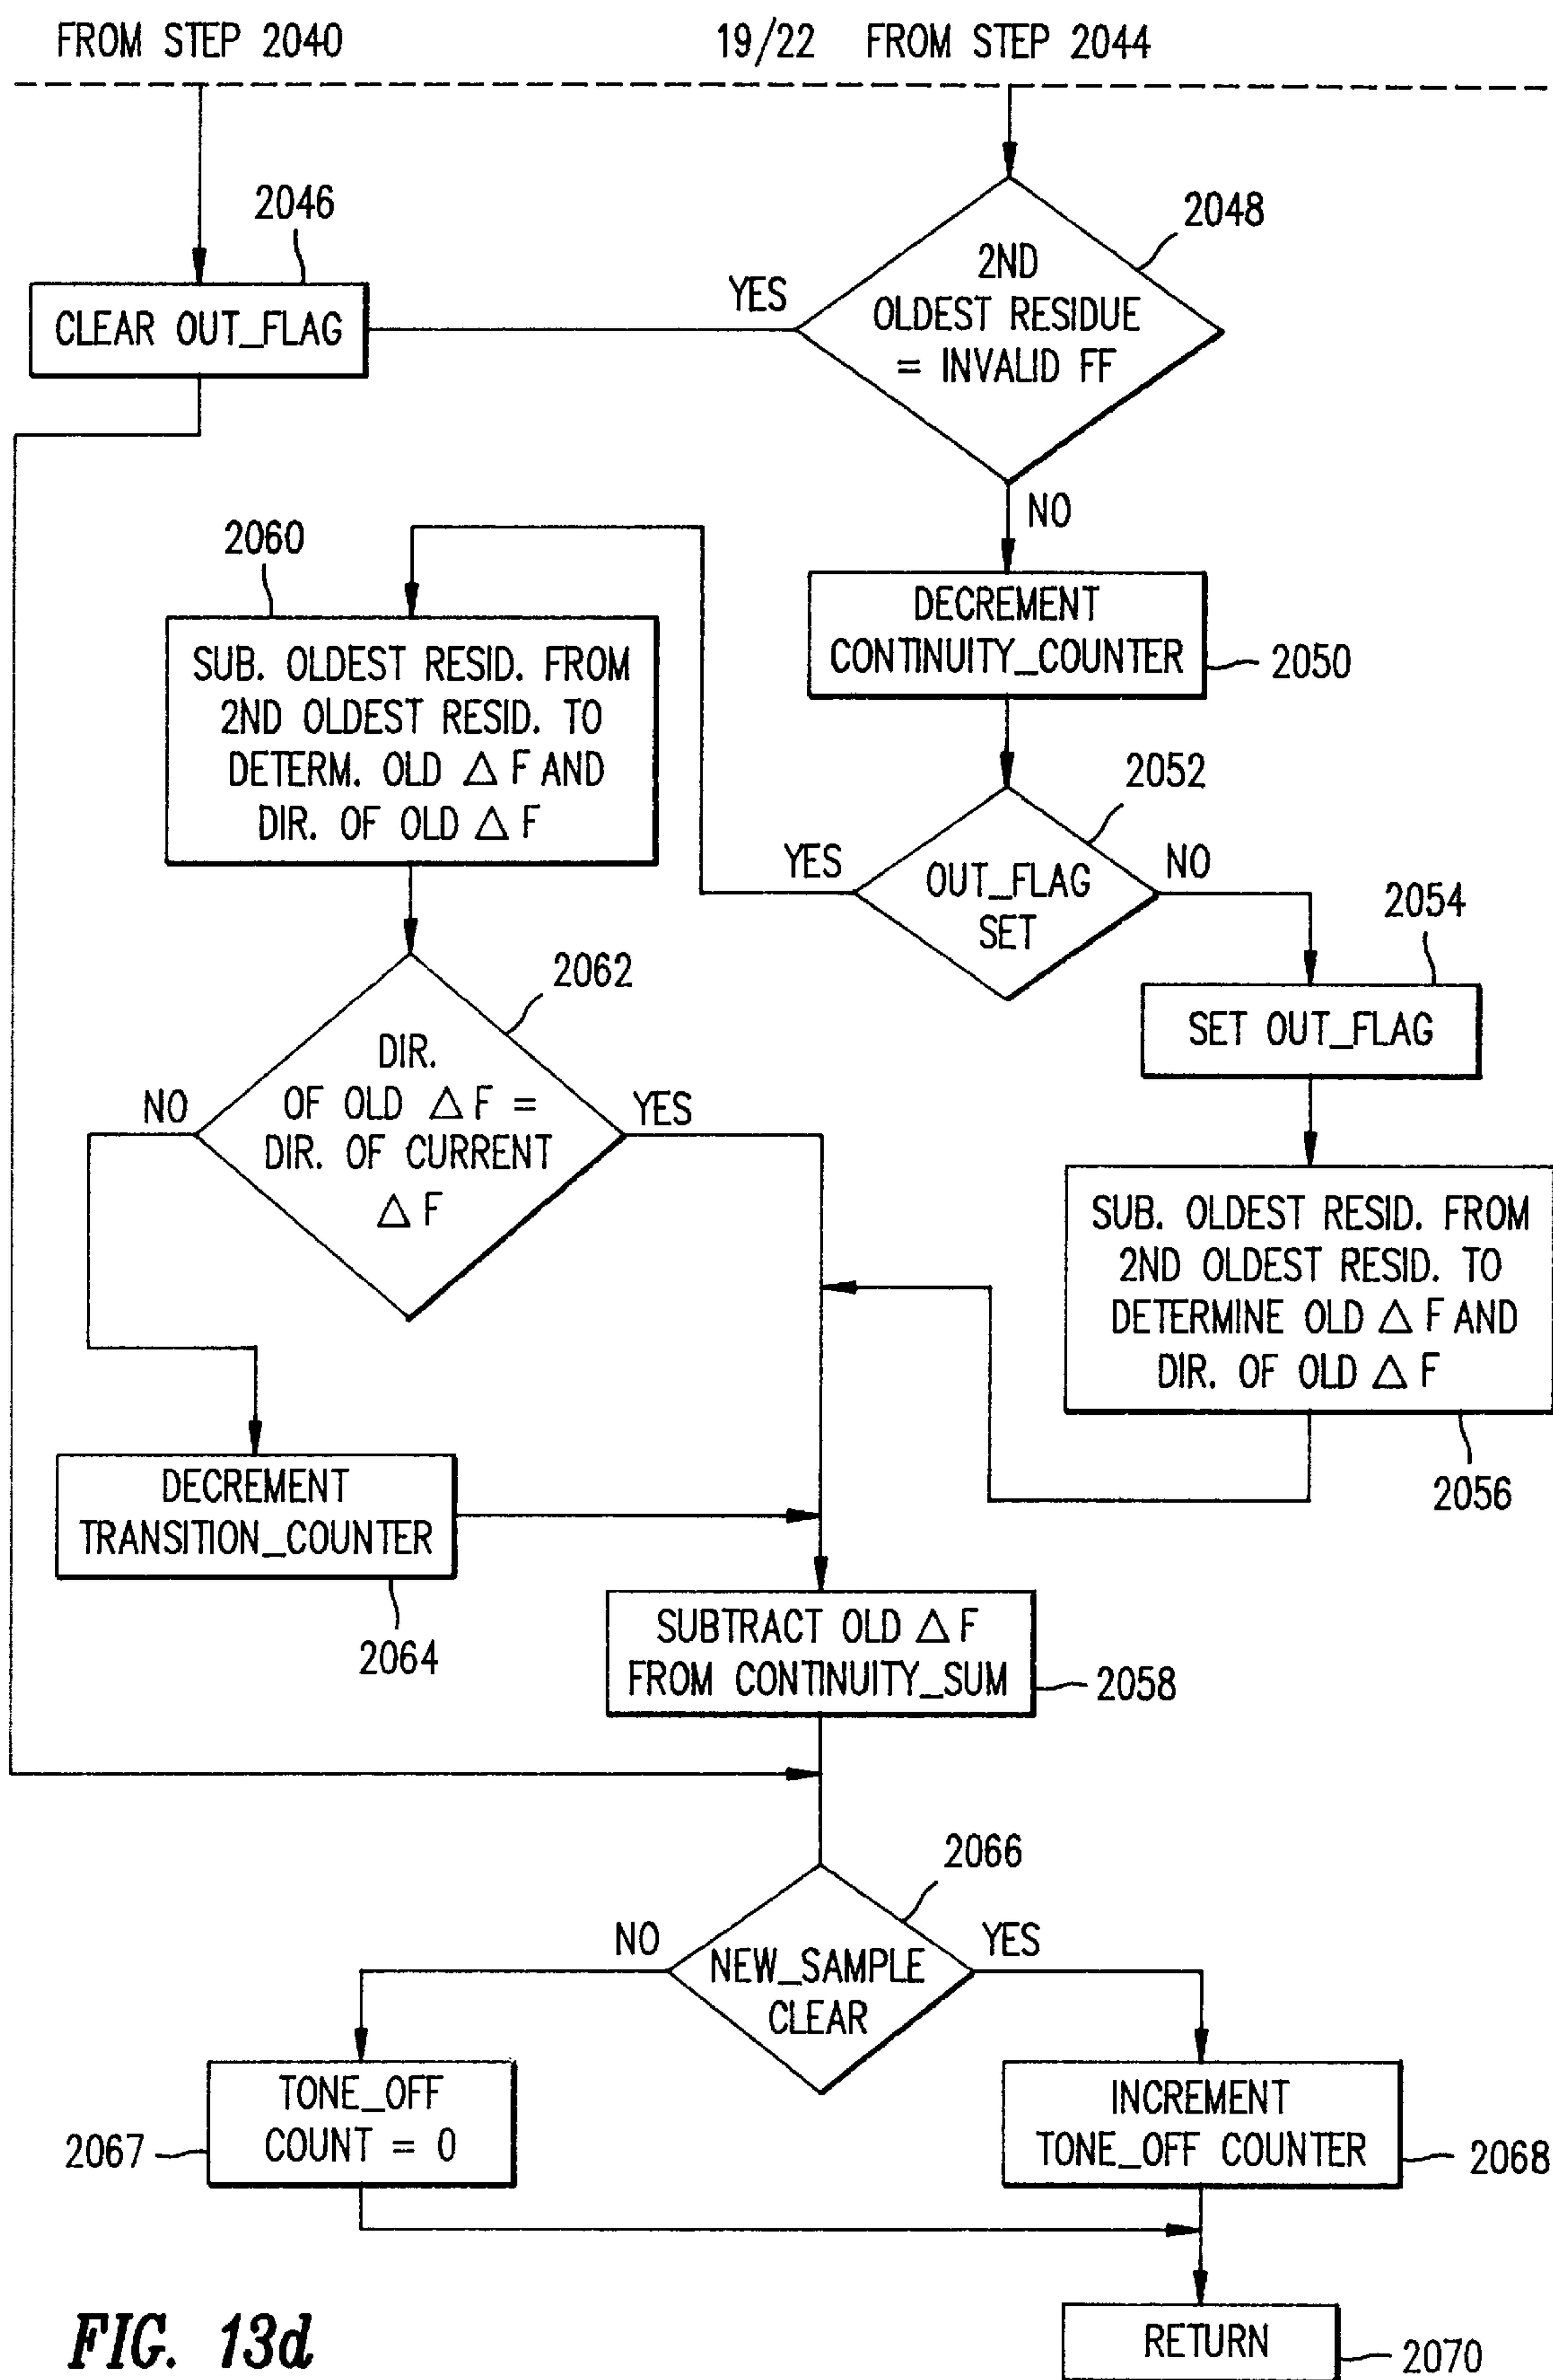 FROM STEP 2040
19/22
FROM STEP 2044
2046
CLEAR OUT_FLAG
2048
2ND
OLDEST RESIDUE
= INVALID FF
YES
NO
DECREMENT
CONTINUITY_COUNTER
2050
2060
SUB. OLDEST RESID. FROM
2ND OLDEST RESID. TO
DETERM. OLD △ F AND
DIR. OF OLD △ F
2052
OUT_FLAG
SET
YES
NO
2054
SET OUT_FLAG
2062
DIR.
OF OLD △ F =
DIR. OF CURRENT
△ F
NO
YES
SUB. OLDEST RESID. FROM
2ND OLDEST RESID. TO
DETERMINE OLD △ F AND
DIR. OF OLD △ F
2056
DECREMENT
TRANSITION_COUNTER
2064
SUBTRACT OLD △ F
FROM CONTINUITY_SUM
2058
2066
NEW_SAMPLE
CLEAR
NO
YES
TONE_OFF
COUNT = 0
2067
INCREMENT
TONE_OFF COUNTER
2068
RETURN
2070
FIG. 13d